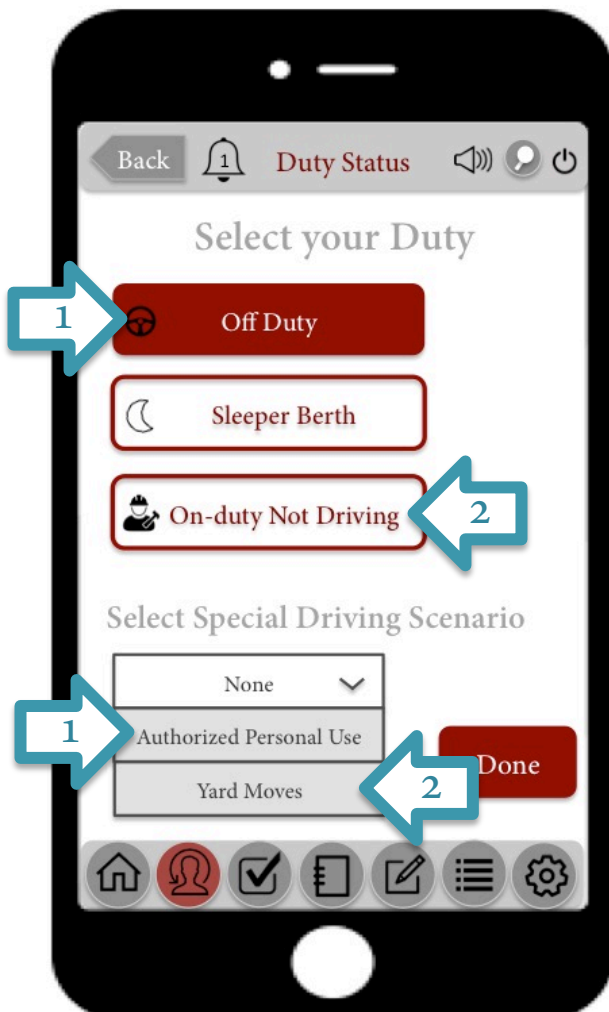 Back
1
Duty Status
Select your Duty
1
Off Duty
Sleeper Berth
On-duty Not Driving
2
Select Special Driving Scenario
None
1
Authorized Personal Use
Yard Moves
2
Done